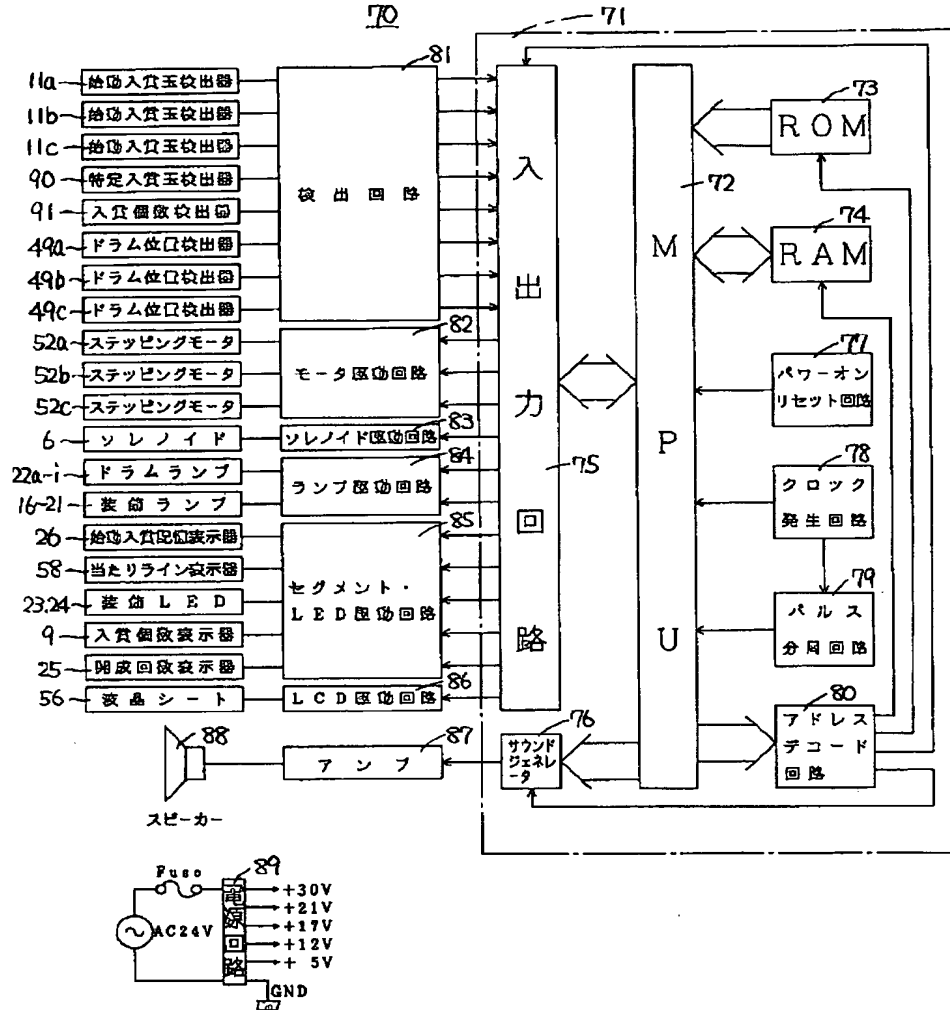 70
71
81
11a
始動入賞玉検出器
11b
始動入賞玉検出器
11c
始動入賞玉検出器
90
特定入賞玉検出器
91
入賞個数検出器
49a
ドラム位置検出器
49b
ドラム位置検出器
49c
ドラム位置検出器
検出回路
82
52a
ステッピングモータ
52b
ステッピングモータ
52c
ステッピングモータ
モータ駆動回路
83
6
ソレノイド
ソレノイド駆動回路
84
22a-i
ドラムランプ
16~21
装飾ランプ
ランプ駆動回路
85
26
始動入賞記憶表示器
58
当たりライン表示器
23.24
装飾LED
9
入賞個数表示器
25
開成回数表示器
セグメント・
LED駆動回路
86
56
液晶シート
LCD駆動回路
87
88
アンプ
スピーカー
入出力回路
75
72
MPU
73
ROM
74
RAM
77
パワーオン
リセット回路
78
クロック
発生回路
79
パルス
分周回路
80
アドレス
デコード
回路
76
サウンド
ジェネレ
ータ
Fuso
89
AC24V
電源回路
+30V
+21V
+17V
+12V
+ 5V
GND